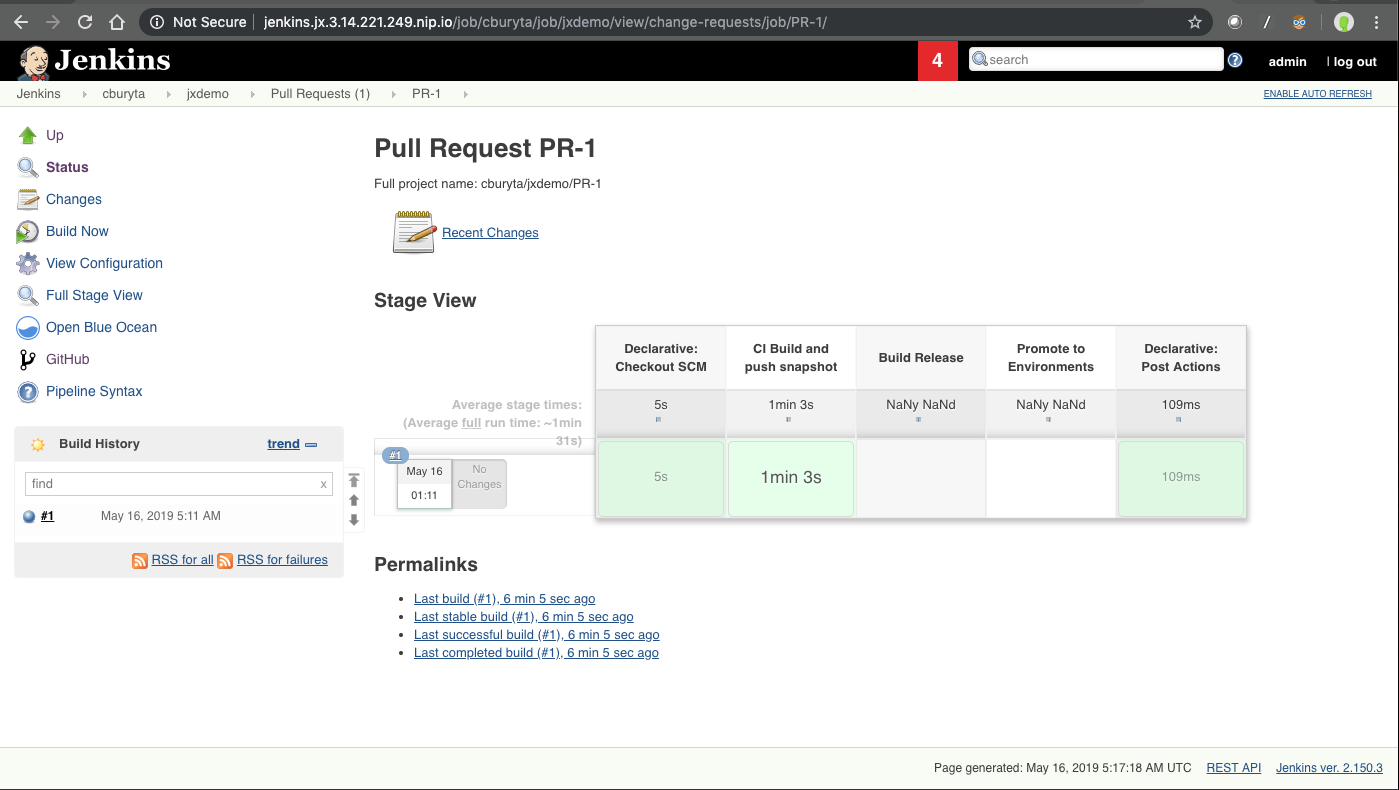 Not Secure jenkins.jx.3.14.221.249.nip.io/job/cburyta/job/jxdemo/view/change-requests/job/PR-1/
Jenkins
4
search
admin
| log out
Jenkins cburyta jxdemo Pull Requests (1) PR-1
ENABLE AUTO REFRESH
Up
Status
Changes
Build Now
View Configuration
Full Stage View
Open Blue Ocean
GitHub
Pipeline Syntax
Build History
trend
find
x
#1
May 16, 2019 5:11 AM
RSS for all
RSS for failures
Pull Request PR-1
Full project name: cburyta/jxdemo/PR-1
Recent Changes
Stage View
Declarative:
Checkout SCM
CI Build and
push snapshot
Build Release
Promote to
Environments
Declarative:
Post Actions
Average stage times:
(Average full run time: ~1min
31s)
5s
1min 3s
NaNy NaNd
NaNy NaNd
109ms
#1
May 16
01:11
No
Changes
5s
1min 3s
109ms
Permalinks
Last build (#1), 6 min 5 sec ago
Last stable build (#1), 6 min 5 sec ago
Last successful build (#1), 6 min 5 sec ago
Last completed build (#1), 6 min 5 sec ago
Page generated: May 16, 2019 5:17:18 AM UTC
REST API
Jenkins ver. 2.150.3